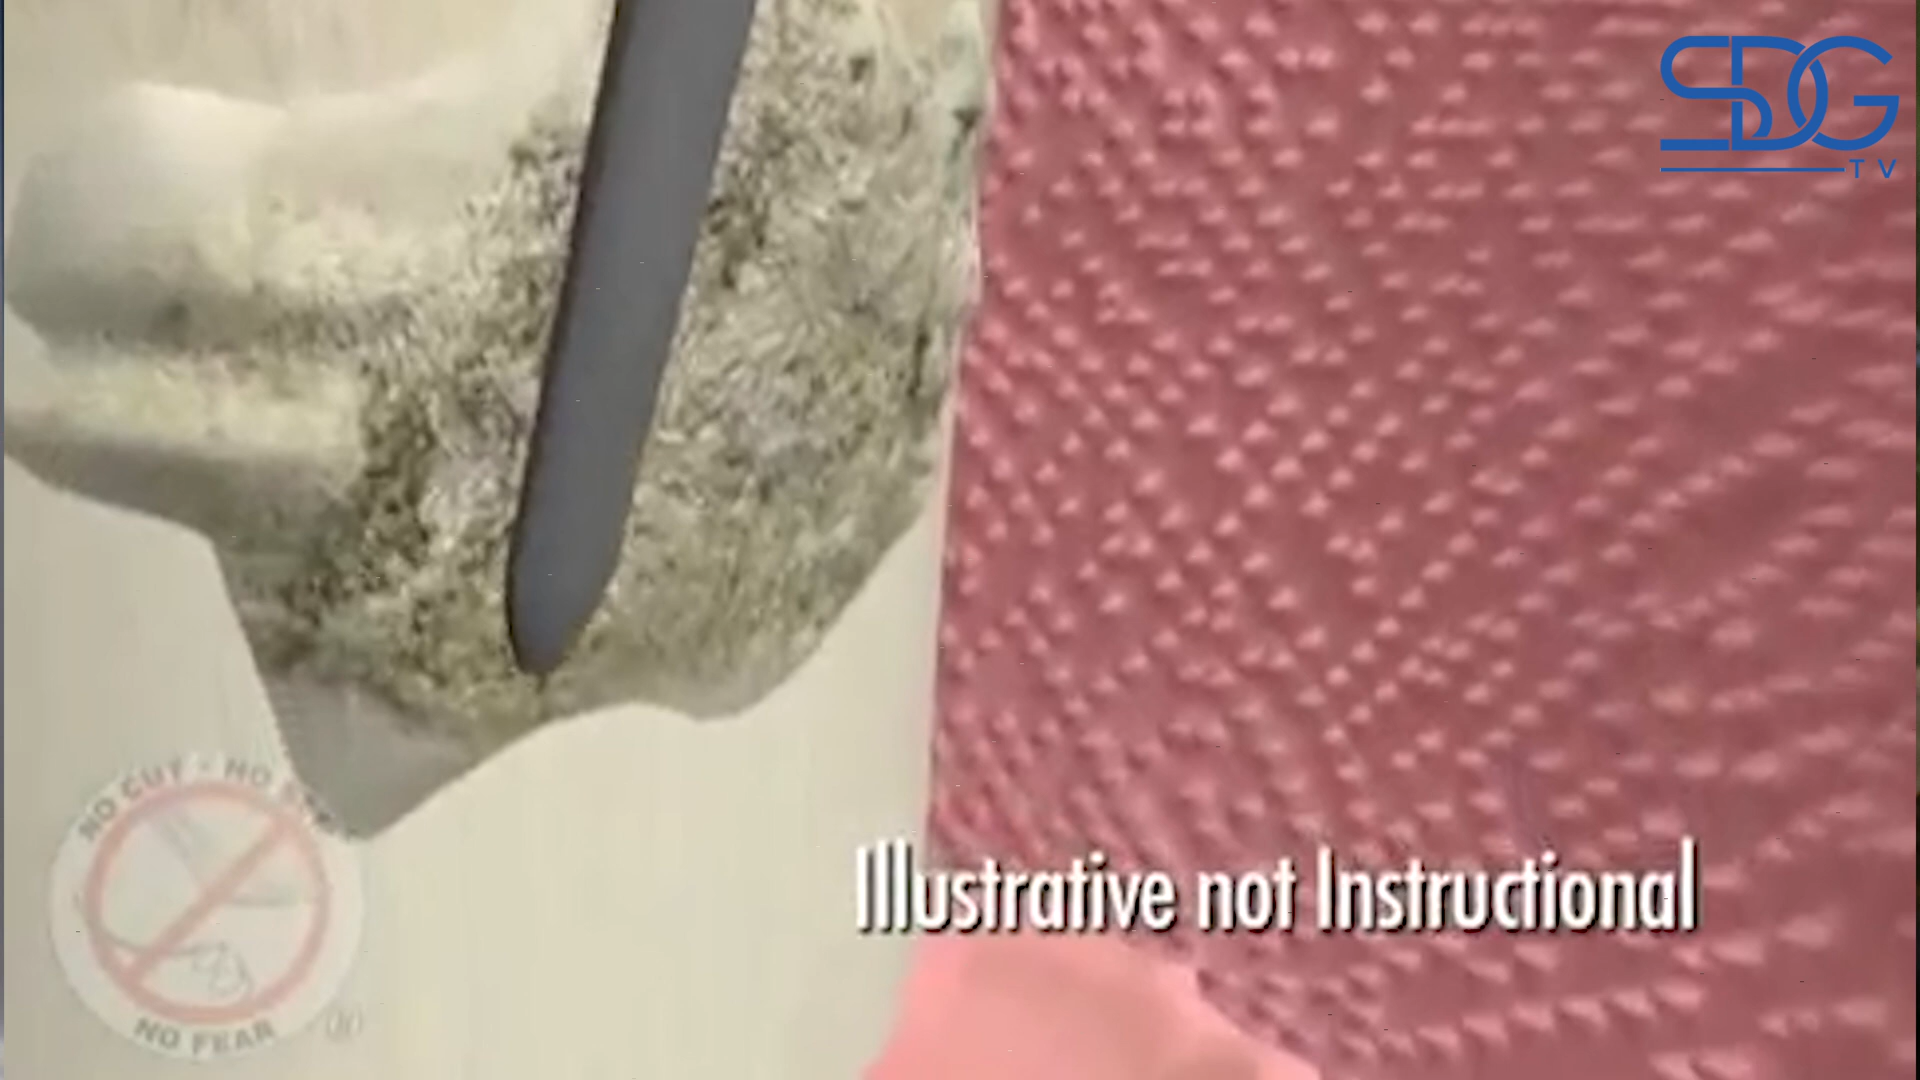 SDG
TV
Illustrative not Instructional
NO CUT - NO
NO FEAR